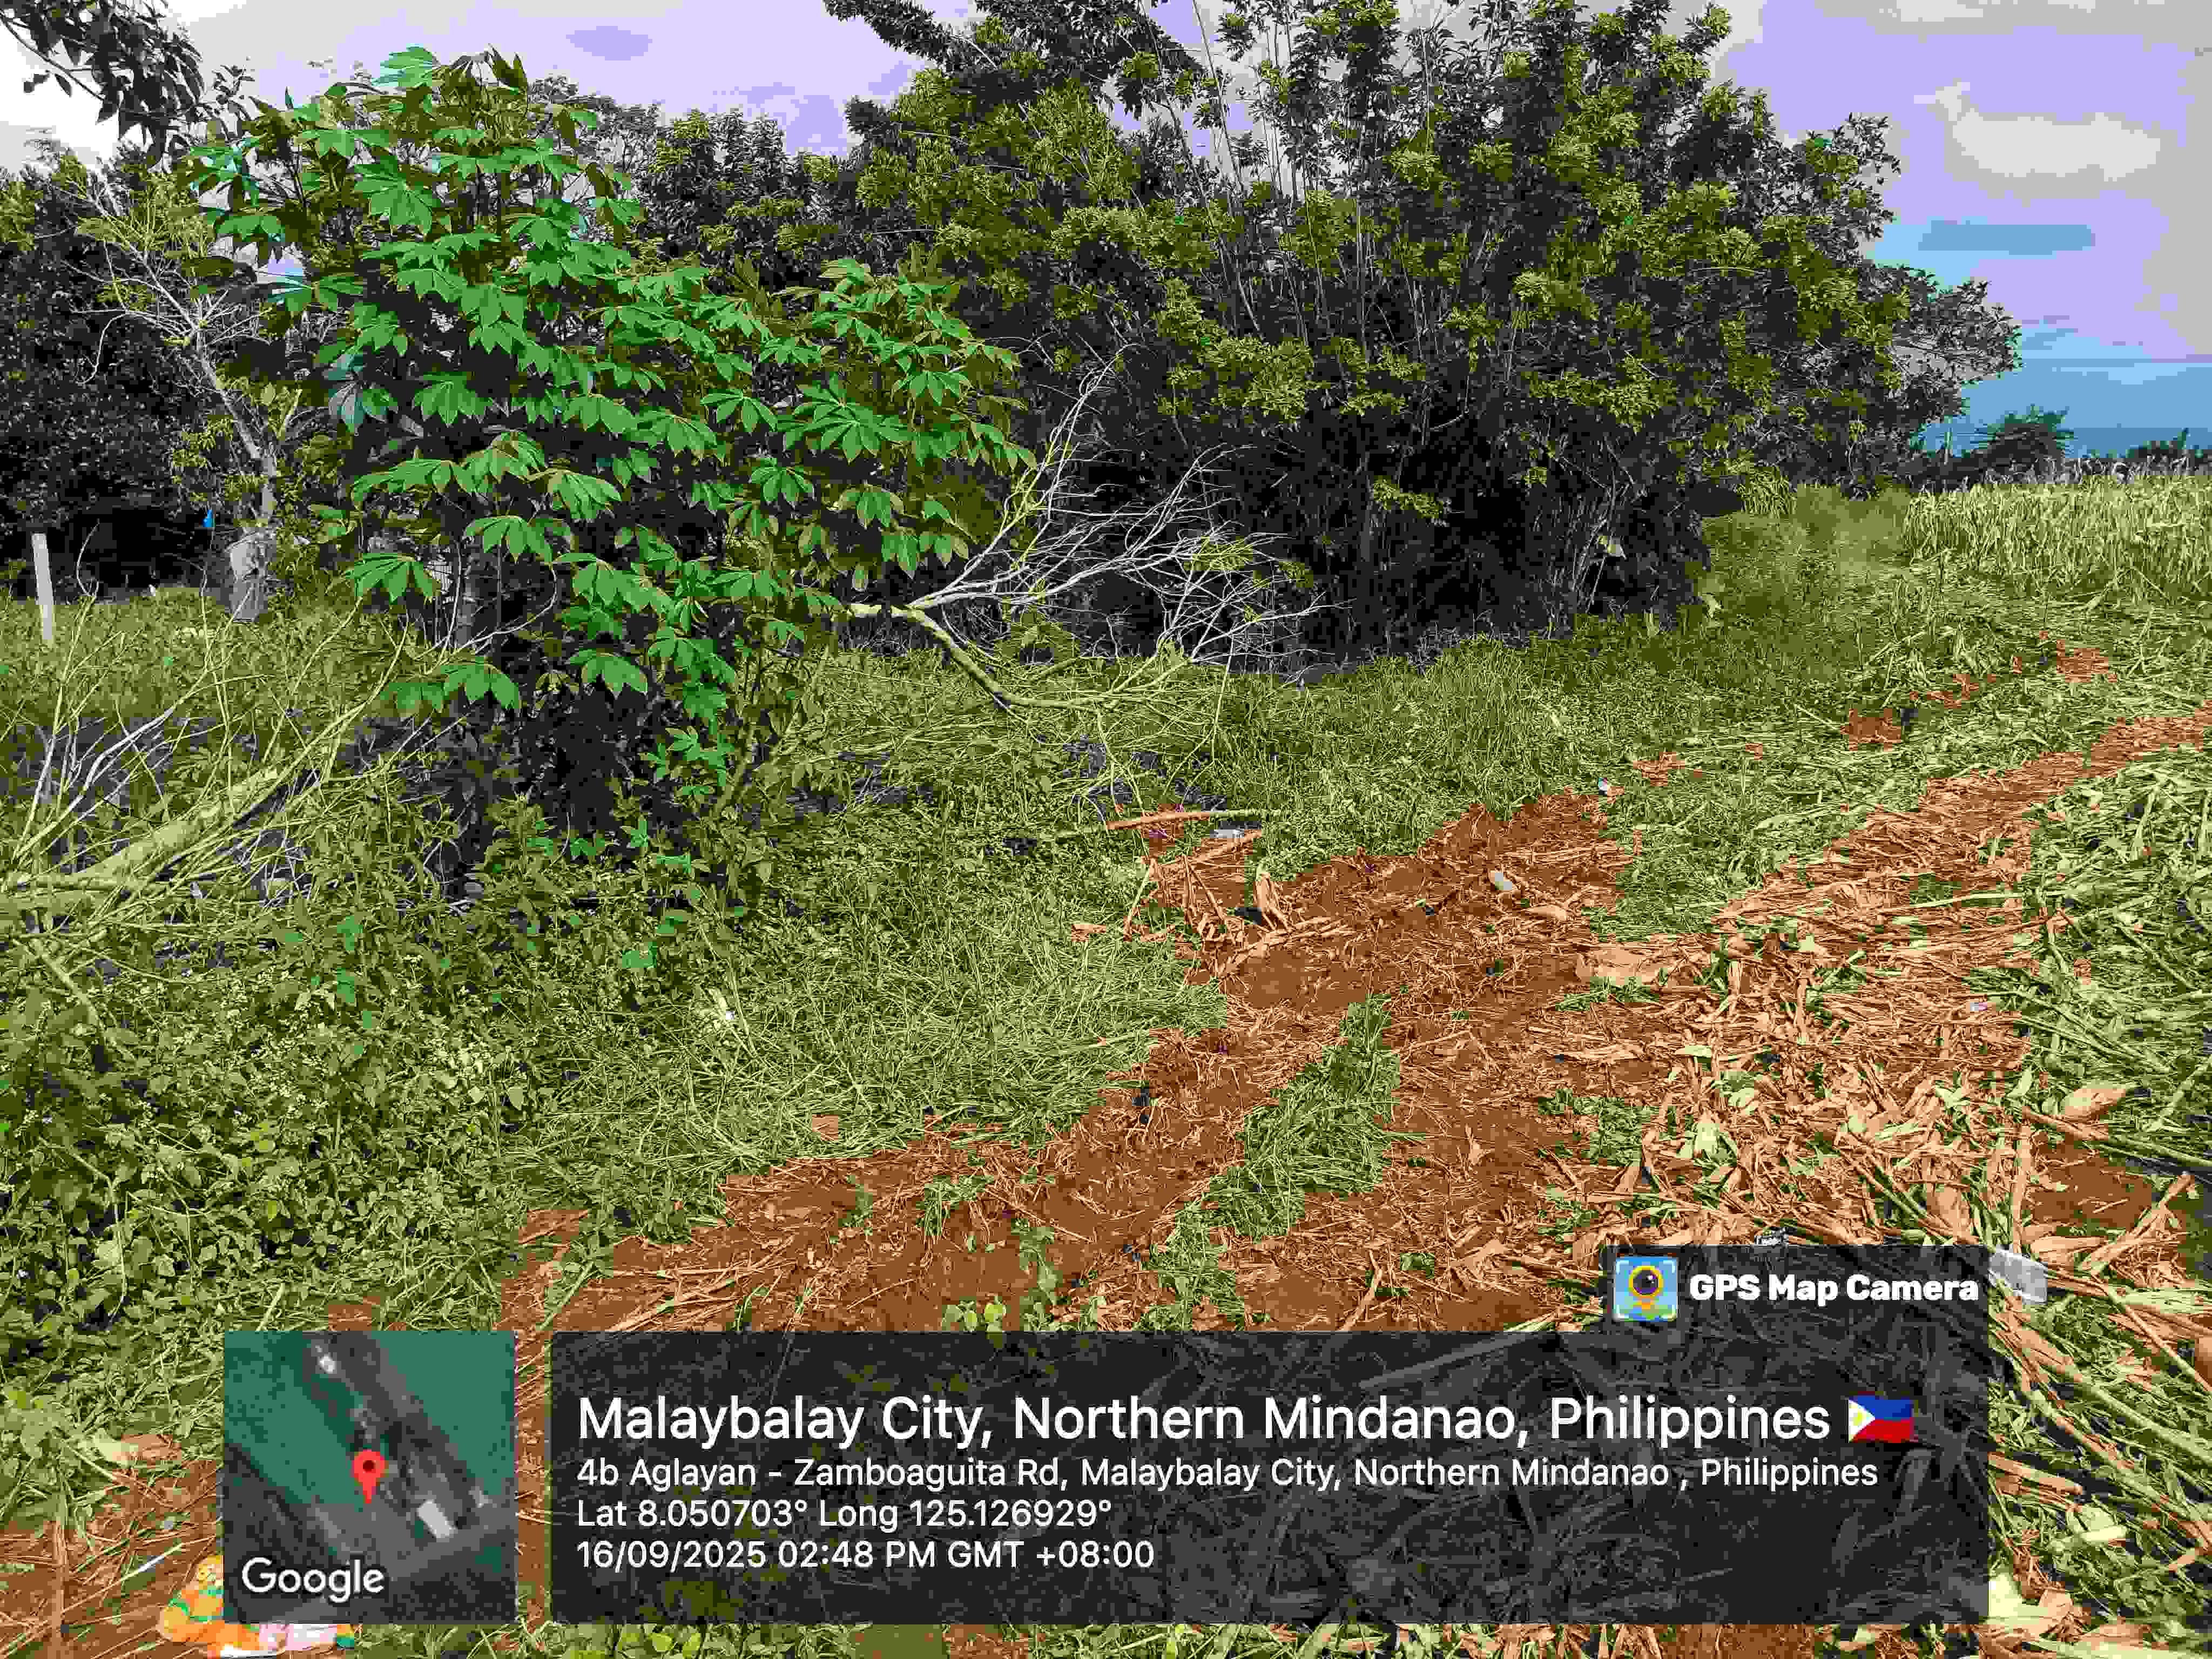 GPS Map Camera
Malaybalay City, Northern Mindanao, Philippines
4b Aglayan - Zamboaguita Rd, Malaybalay City, Northern Mindanao , Philippines
Lat 8.050703° Long 125.126929°
16/09/2025 02:48 PM GMT +08:00
Google